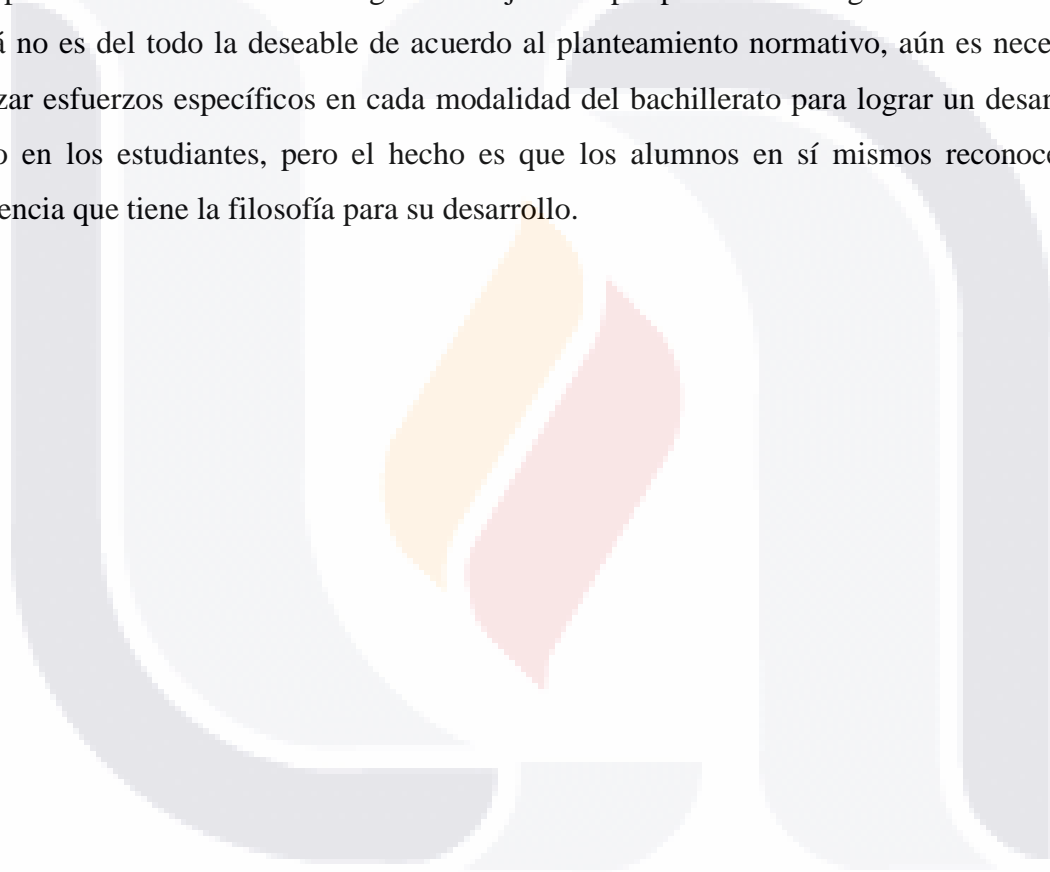 á no es del todo la deseable de acuerdo al planteamiento normativo, aún es nece
zar esfuerzos específicos en cada modalidad del bachillerato para lograr un desar
o en los estudiantes, pero el hecho es que los alumnos en sí mismos reconoce
encia que tiene la filosofía para su desarrollo.